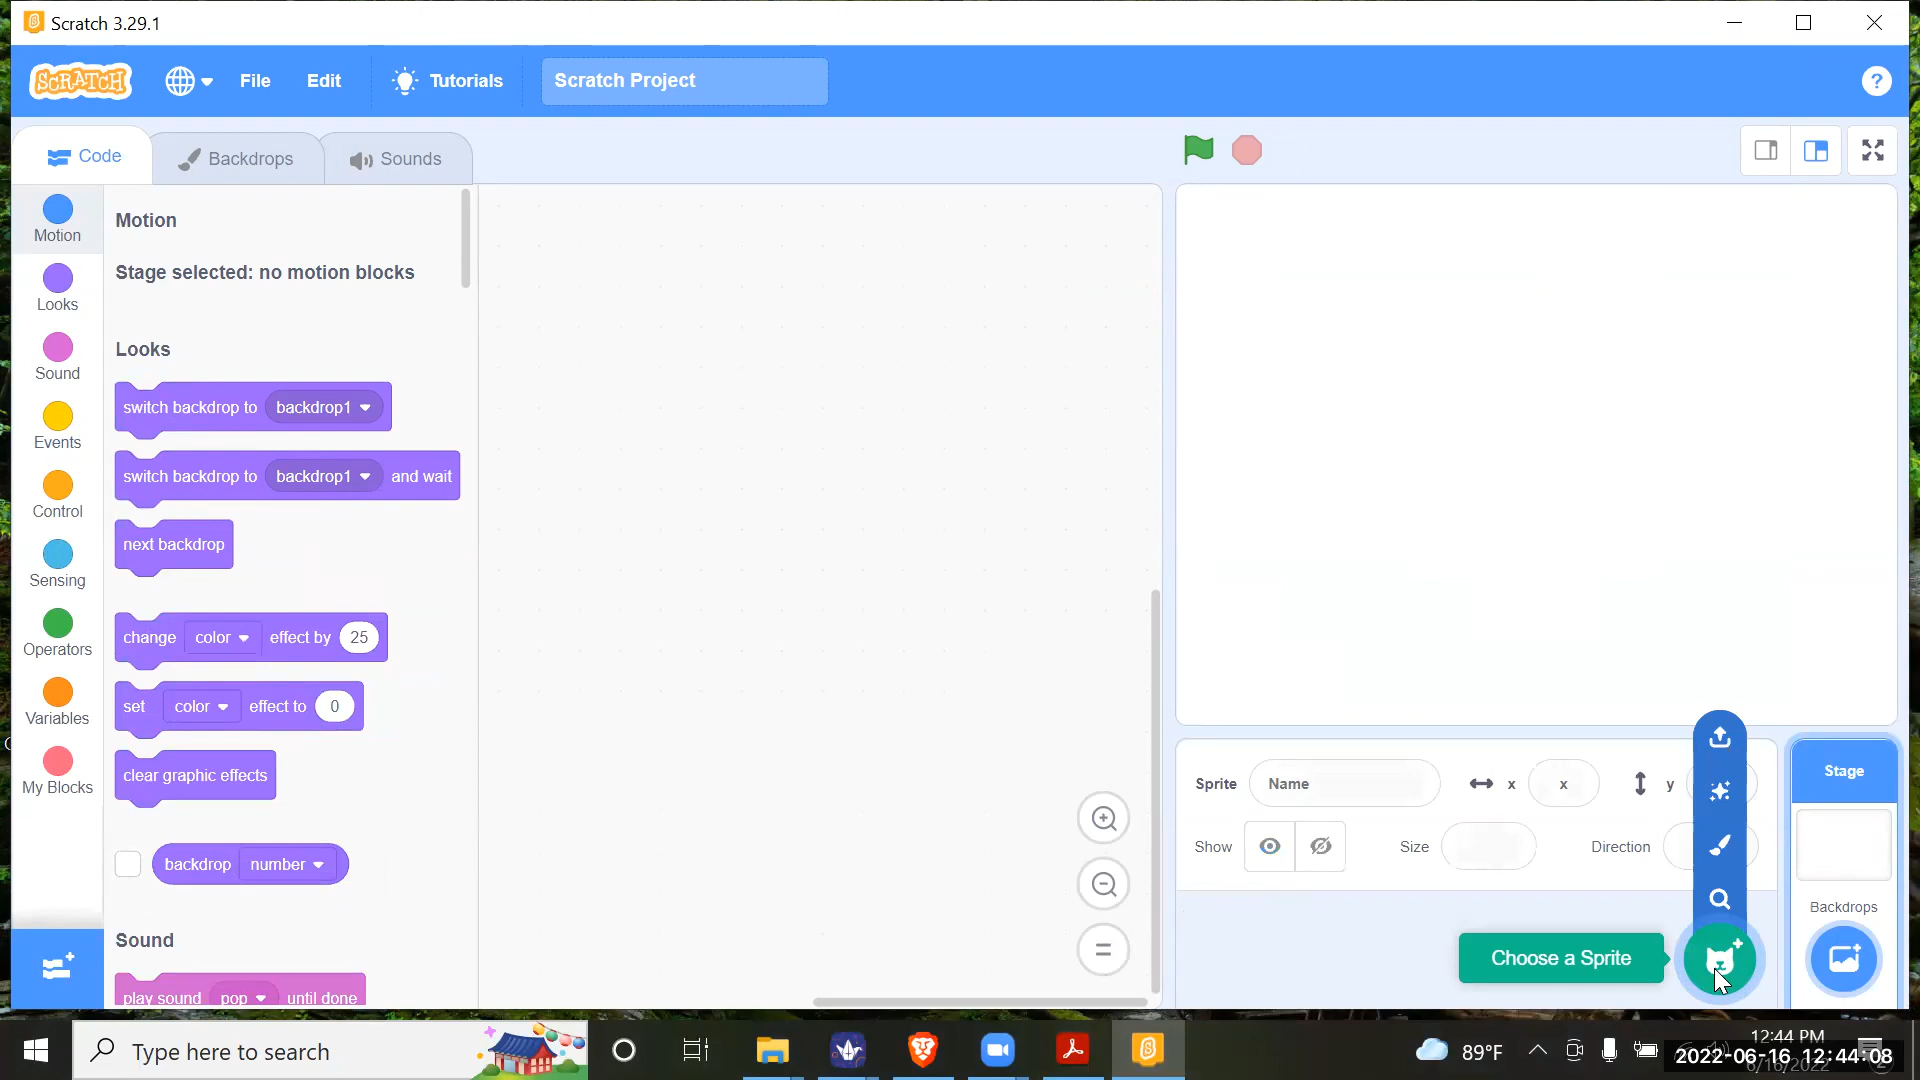 Scratch 3.29.1
SCRATCH File Edit Tutorials Scratch Project ?
Code Backdrops Sounds
Motion
Looks
Sound
Events
Control
Sensing
Operators
Variables
My Blocks
Motion
Stage selected: no motion blocks
Looks
switch backdrop to backdrop1
switch backdrop to backdrop1 and wait
next backdrop
change color effect by 25
set color effect to 0
clear graphic effects
backdrop number
Sound
play sound pop until done
Sprite Name x x y
Show Size Direction
Choose a Sprite
Stage
Backdrops
Type here to search
89°F
12:44 PM
6/16/2022
2022-06-16 12:44:08